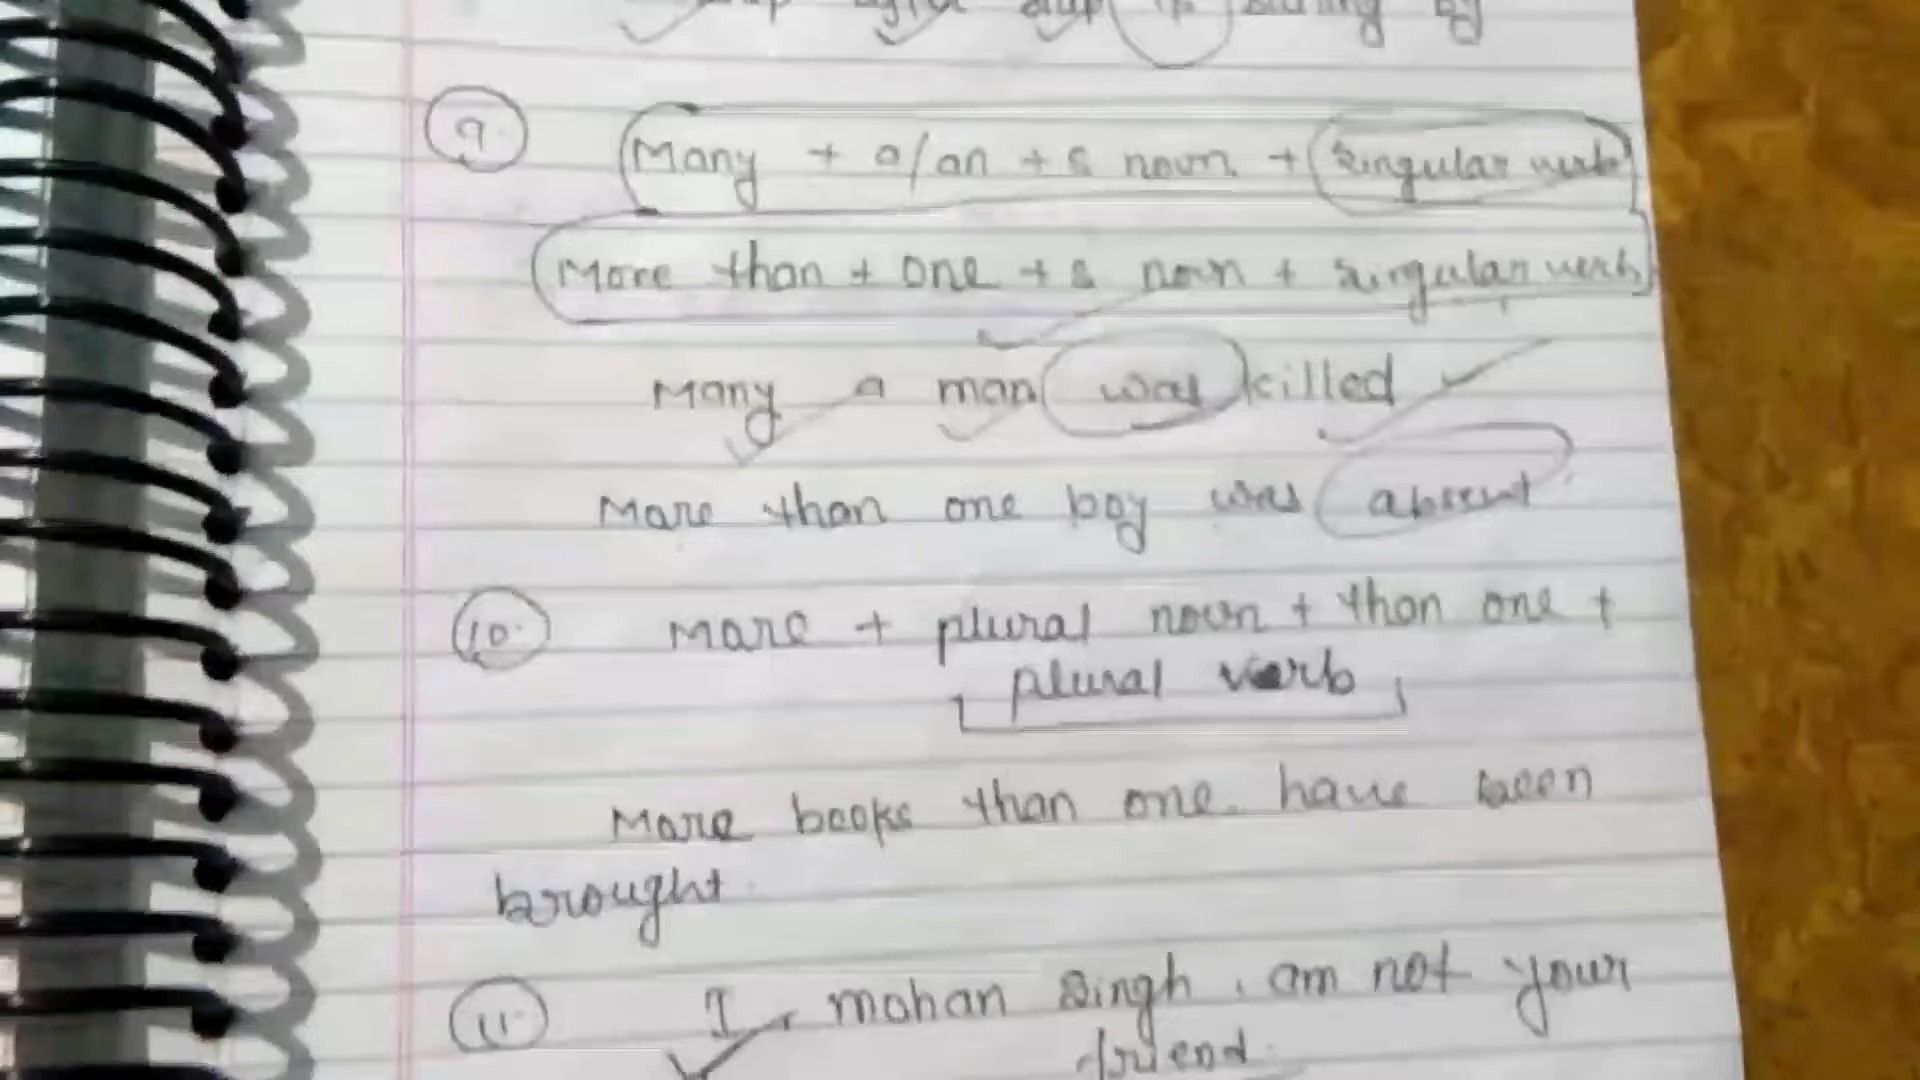 9.
Many + a/an + s noun + singular verb
More than + one + s noun + singular verb
Many a man was killed
More than one boy was absent
10. More + plural noun + than one +
plural verb
More books than one have been
brought
11. I, mohan singh, am not your
friend.